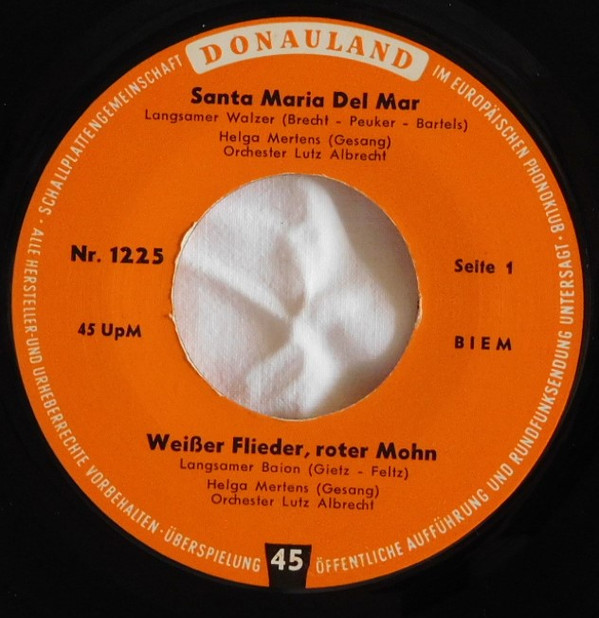 DONAULAND
SCHALLPLATTENGEMEINSCHAFT
IM EUROPÄISCHEN PHONOKLUB ·
Santa Maria Del Mar
Langsamer Walzer (Brecht - Peuker - Bartels)
Helga Mertens (Gesang)
Orchester Lutz Albrecht
Nr. 1225
Seite 1
45 UpM
BIEM
Weißer Flieder, roter Mohn
Langsamer Baion (Gietz - Feltz)
Helga Mertens (Gesang)
Orchester Lutz Albrecht
· ALLE HERSTELLER-UND URHEBERRECHTE VORBEHALTEN · ÜBERSPIELUNG
45
ÖFFENTLICHE AUFFÜHRUNG UND RUNDFUNKSENDUNG UNTERSAGT ·